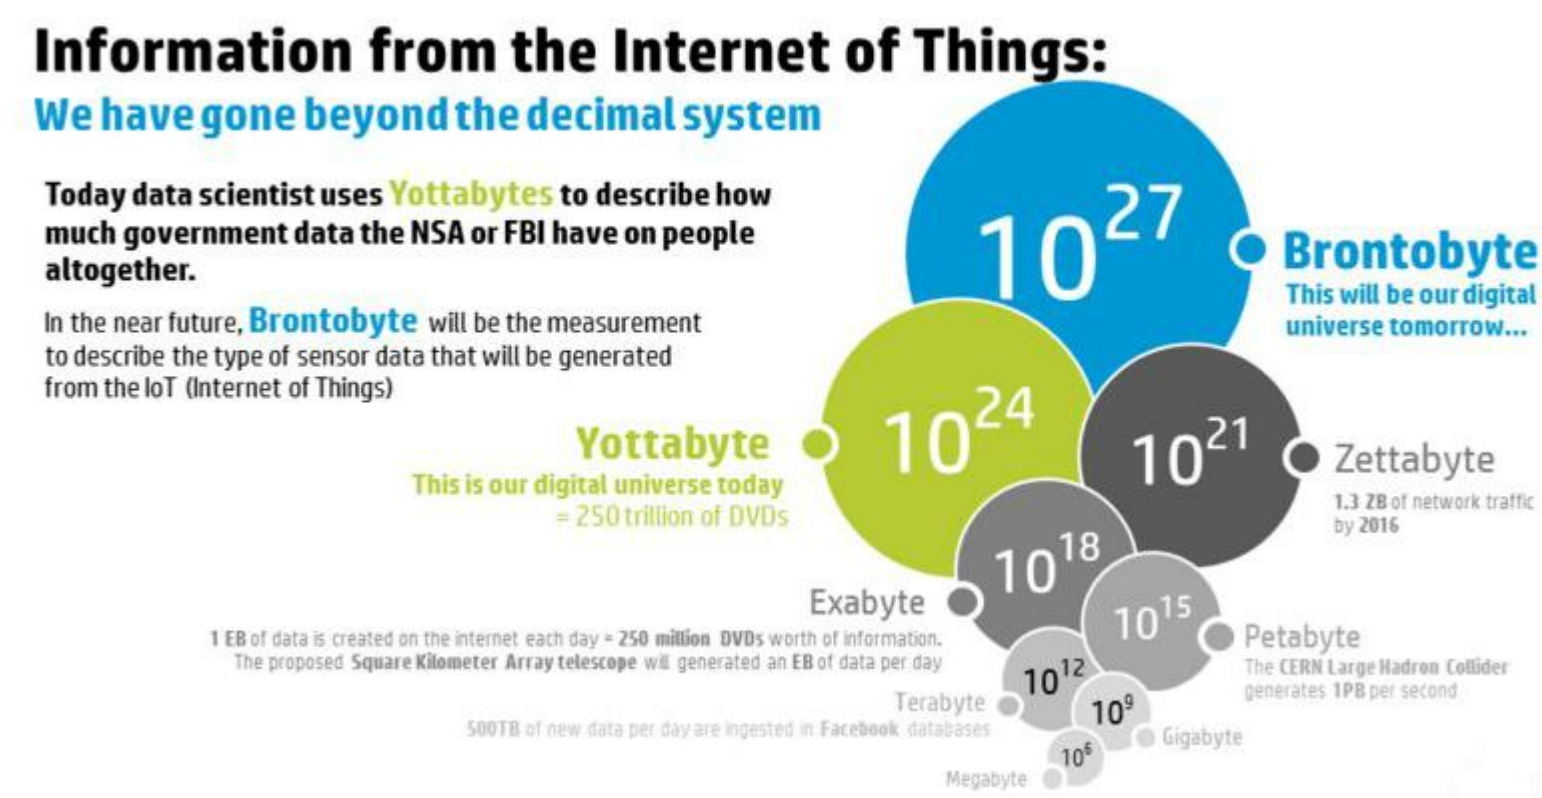 Information from the Internet of Things:
We have gone beyond the decimal system
Today data scientist uses Yottabytes to describe how
much government data the NSA or FBI have on people
altogether.
In the near future, Brontobyte will be the measurement
to describe the type of sensor data that will be generated
from the IoT (Internet of Things)
10^27
Brontobyte
This will be our digital
universe tomorrow...
10^24
Yottabyte
This is our digital universe today
= 250 trillion of DVDs
10^21
Zettabyte
1.3 ZB of network traffic
by 2016
10^18
Exabyte
1 EB of data is created on the internet each day = 250 million DVDs worth of information.
The proposed Square Kilometer Array telescope will generated an EB of data per day
10^15
Petabyte
The CERN Large Hadron Collider
generates 1PB per second
10^12
Terabyte
500TB of new data per day are ingested in Facebook databases
10^9
Gigabyte
10^6
Megabyte